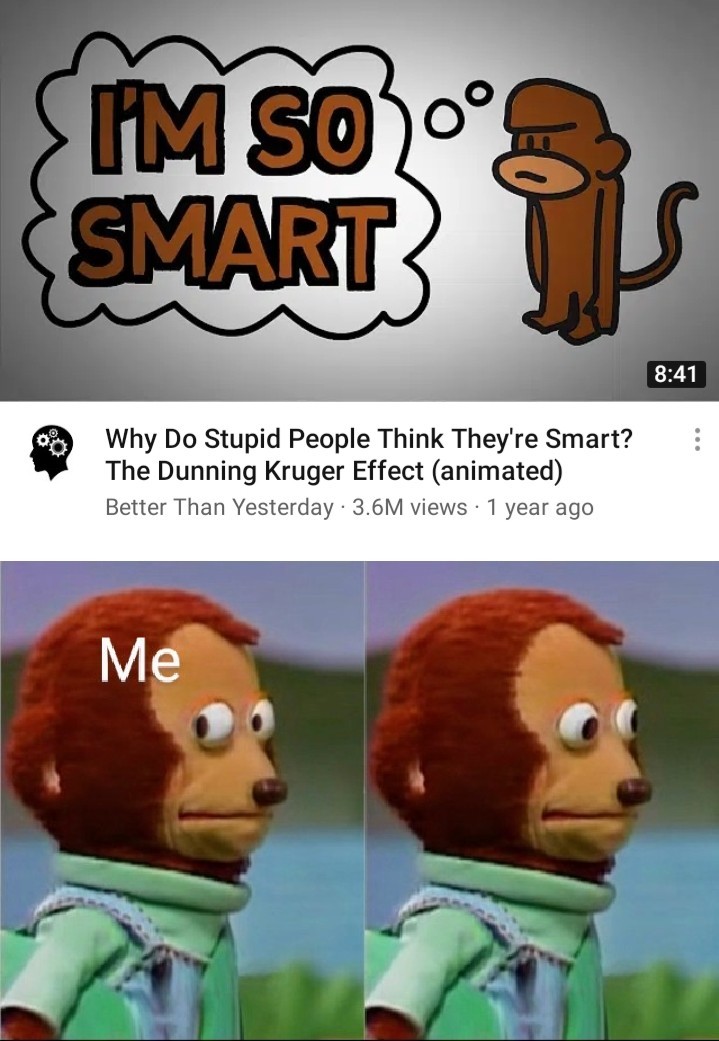 I'M SO
SMART
8:41
Why Do Stupid People Think They're Smart?
The Dunning Kruger Effect (animated)
Better Than Yesterday · 3.6M views · 1 year ago
Me